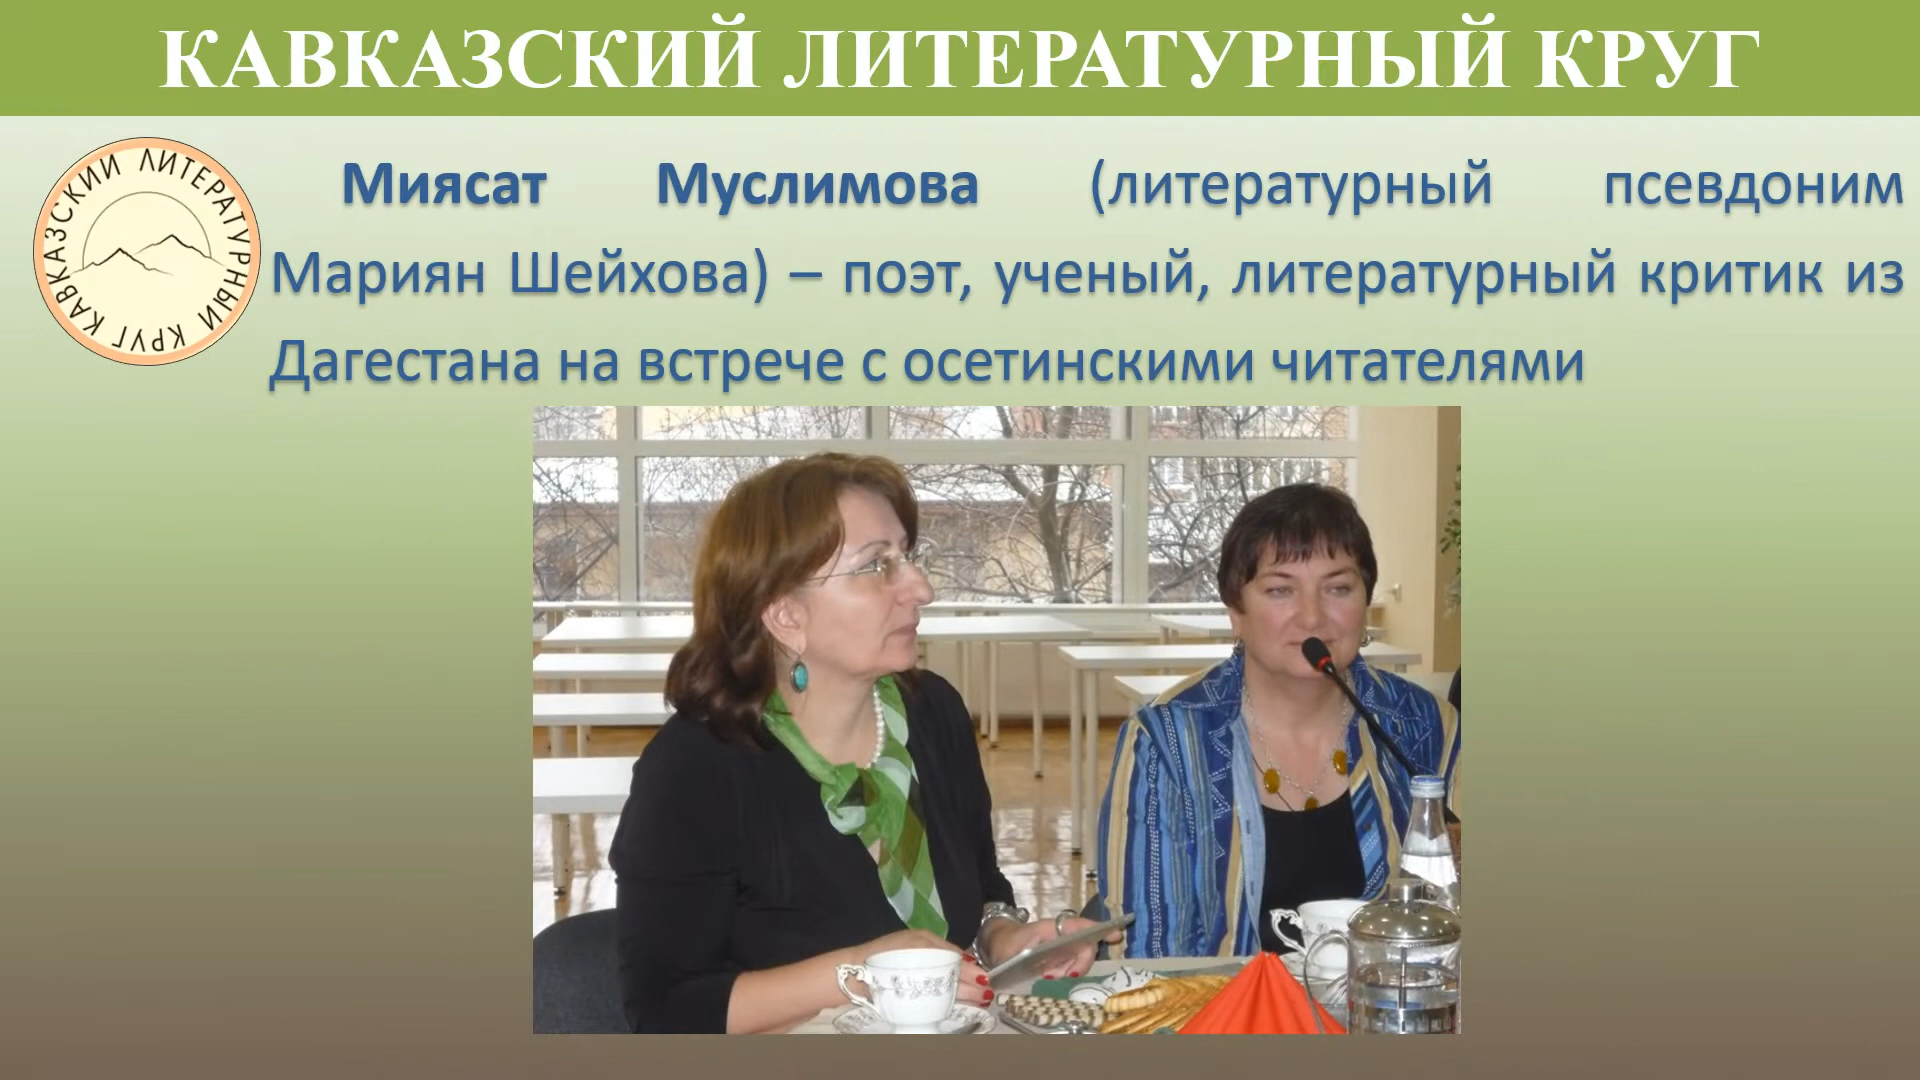 КАВКАЗСКИЙ ЛИТЕРАТУРНЫЙ КРУГ
КАВКАЗСКИЙ ЛИТЕРАТУРНЫЙ КРУГ
Миясат Муслимова (литературный псевдоним
Мариян Шейхова) – поэт, ученый, литературный критик из
Дагестана на встрече с осетинскими читателями